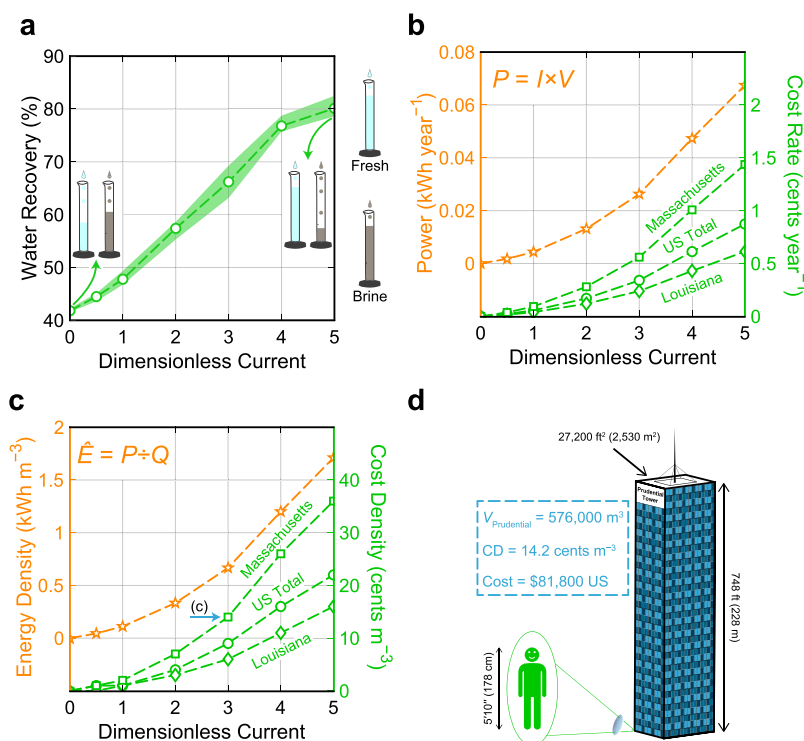 a
90
80
70
60
50
40
Water Recovery (%)
0 1 2 3 4 5
Dimensionless Current
Fresh
Brine
b
0.08
0.06
0.04
0.02
0
Power (kWh year⁻¹)
P = I×V
Massachusetts
US Total
Louisiana
2
1.5
1
0.5
0
Cost Rate (cents year⁻¹)
0 1 2 3 4 5
Dimensionless Current
c
2
1.5
1
0.5
0
Energy Density (kWh m⁻³)
Ê = P÷Q
Massachusetts
(c)
US Total
Louisiana
40
30
20
10
0
Cost Density (cents m⁻³)
0 1 2 3 4 5
Dimensionless Current
d
27,200 ft² (2,530 m²)
Prudential
Tower
V_Prudential = 576,000 m³
CD = 14.2 cents m⁻³
Cost = $81,800 US
748 ft (228 m)
5'10'' (178 cm)